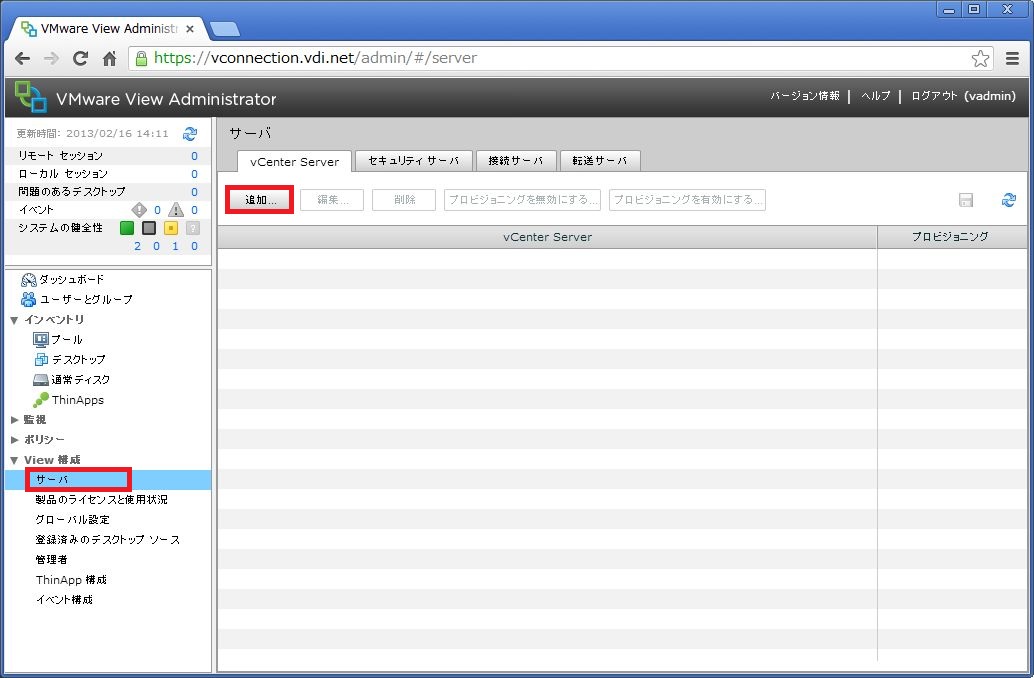 VMware View Administr
https://vconnection.vdi.net/admin/#/server
VMware View Administrator
バージョン情報 | ヘルプ | ログアウト (vadmin)
更新時間: 2013/02/16 14:11
リモート セッション 0
ローカル セッション 0
問題のあるデスクトップ 0
イベント 0 0
システムの健全性
2 0 1 0
ダッシュボード
ユーザーとグループ
インベントリ
プール
デスクトップ
通常ディスク
ThinApps
監視
ポリシー
View 構成
サーバ
製品のライセンスと使用状況
グローバル設定
登録済みのデスクトップ ソース
管理者
ThinApp 構成
イベント構成
サーバ
vCenter Server セキュリティ サーバ 接続サーバ 転送サーバ
追加... 編集... 削除 プロビジョニングを無効にする... プロビジョニングを有効にする...
vCenter Server プロビジョニング